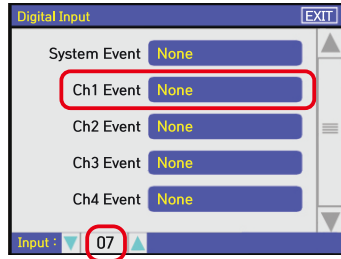 Digital Input EXIT
System Event None
Ch1 Event None
Ch2 Event None
Ch3 Event None
Ch4 Event None
Input : 07